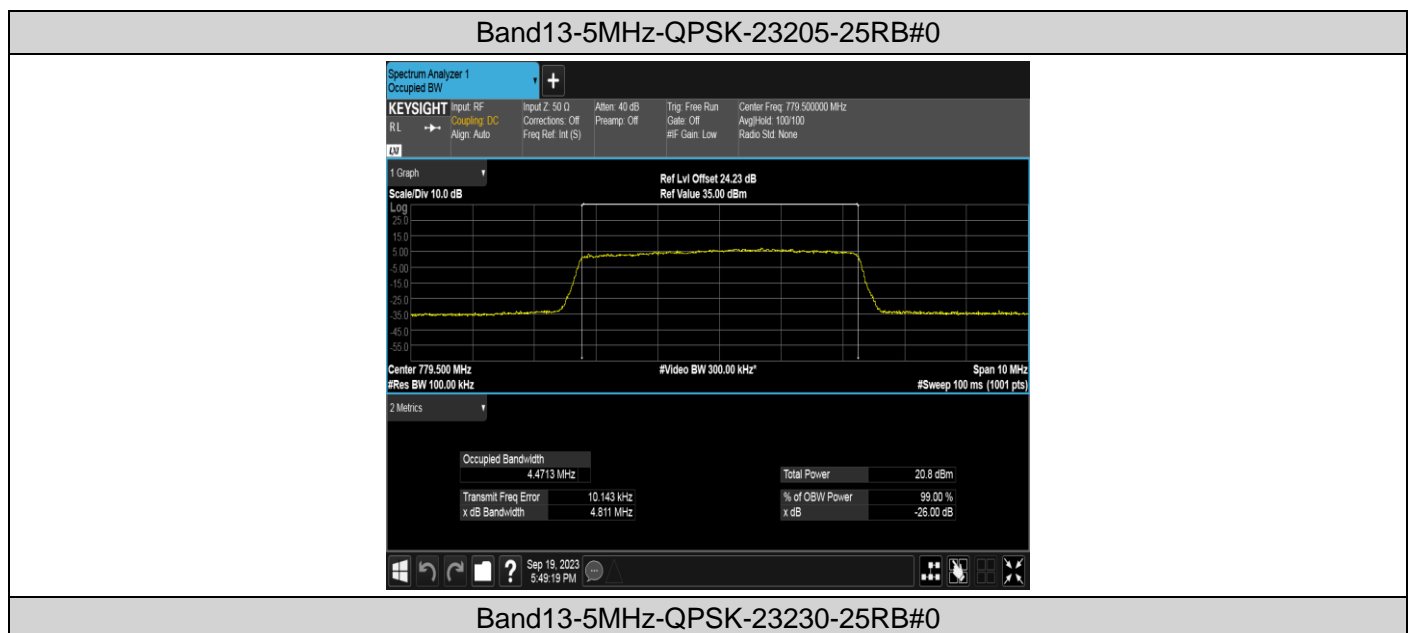 Band13-5MHz-QPSK-23205-25RB#0
Spectrum Analyzer 1
Occupied BW
+
KEYSIGHT Input: RF Input Z: 50 Ω Atten: 40 dB Trig: Free Run Center Freq: 779.500000 MHz
RL Coupling: DC Corrections: Off Preamp: Off Gate: Off Avg|Hold: 100/100
Align: Auto Freq Ref: Int (S) #IF Gain: Low Radio Std: None
1 Graph
Ref Lvl Offset 24.23 dB
Scale/Div 10.0 dB Ref Value 35.00 dBm
Log
25.0
15.0
5.00
-5.00
-15.0
-25.0
-35.0
-45.0
-55.0
Center 779.500 MHz #Video BW 300.00 kHz* Span 10 MHz
#Res BW 100.00 kHz #Sweep 100 ms (1001 pts)
2 Metrics
Occupied Bandwidth
4.4713 MHz Total Power 20.8 dBm
Transmit Freq Error 10.143 kHz % of OBW Power 99.00 %
x dB Bandwidth 4.811 MHz x dB -26.00 dB
? Sep 19, 2023
5:49:19 PM
Band13-5MHz-QPSK-23230-25RB#0